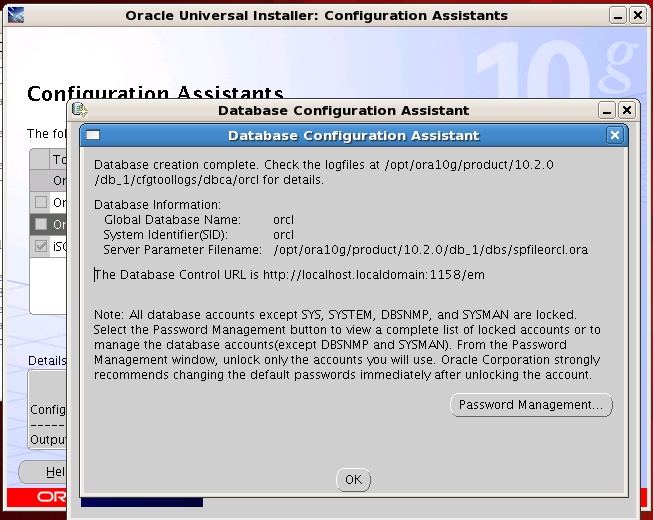 Oracle Universal Installer: Configuration Assistants
10g
Configuration Assistants
Database Configuration Assistant
Database Configuration Assistant
The fol
To
Or
Or
Or
iSC
Database creation complete. Check the logfiles at /opt/ora10g/product/10.2.0
/db_1/cfgtoollogs/dbca/orcl for details.
Database Information:
Global Database Name: orcl
System Identifier(SID): orcl
Server Parameter Filename: /opt/ora10g/product/10.2.0/db_1/dbs/spfileorcl.ora
The Database Control URL is http://localhost.localdomain:1158/em
Note: All database accounts except SYS, SYSTEM, DBSNMP, and SYSMAN are locked.
Select the Password Management button to view a complete list of locked accounts or to
manage the database accounts(except DBSNMP and SYSMAN). From the Password
Management window, unlock only the accounts you will use. Oracle Corporation strongly
recommends changing the default passwords immediately after unlocking the account.
Password Management...
OK
Details
Config
-----
Output
Hel
OR